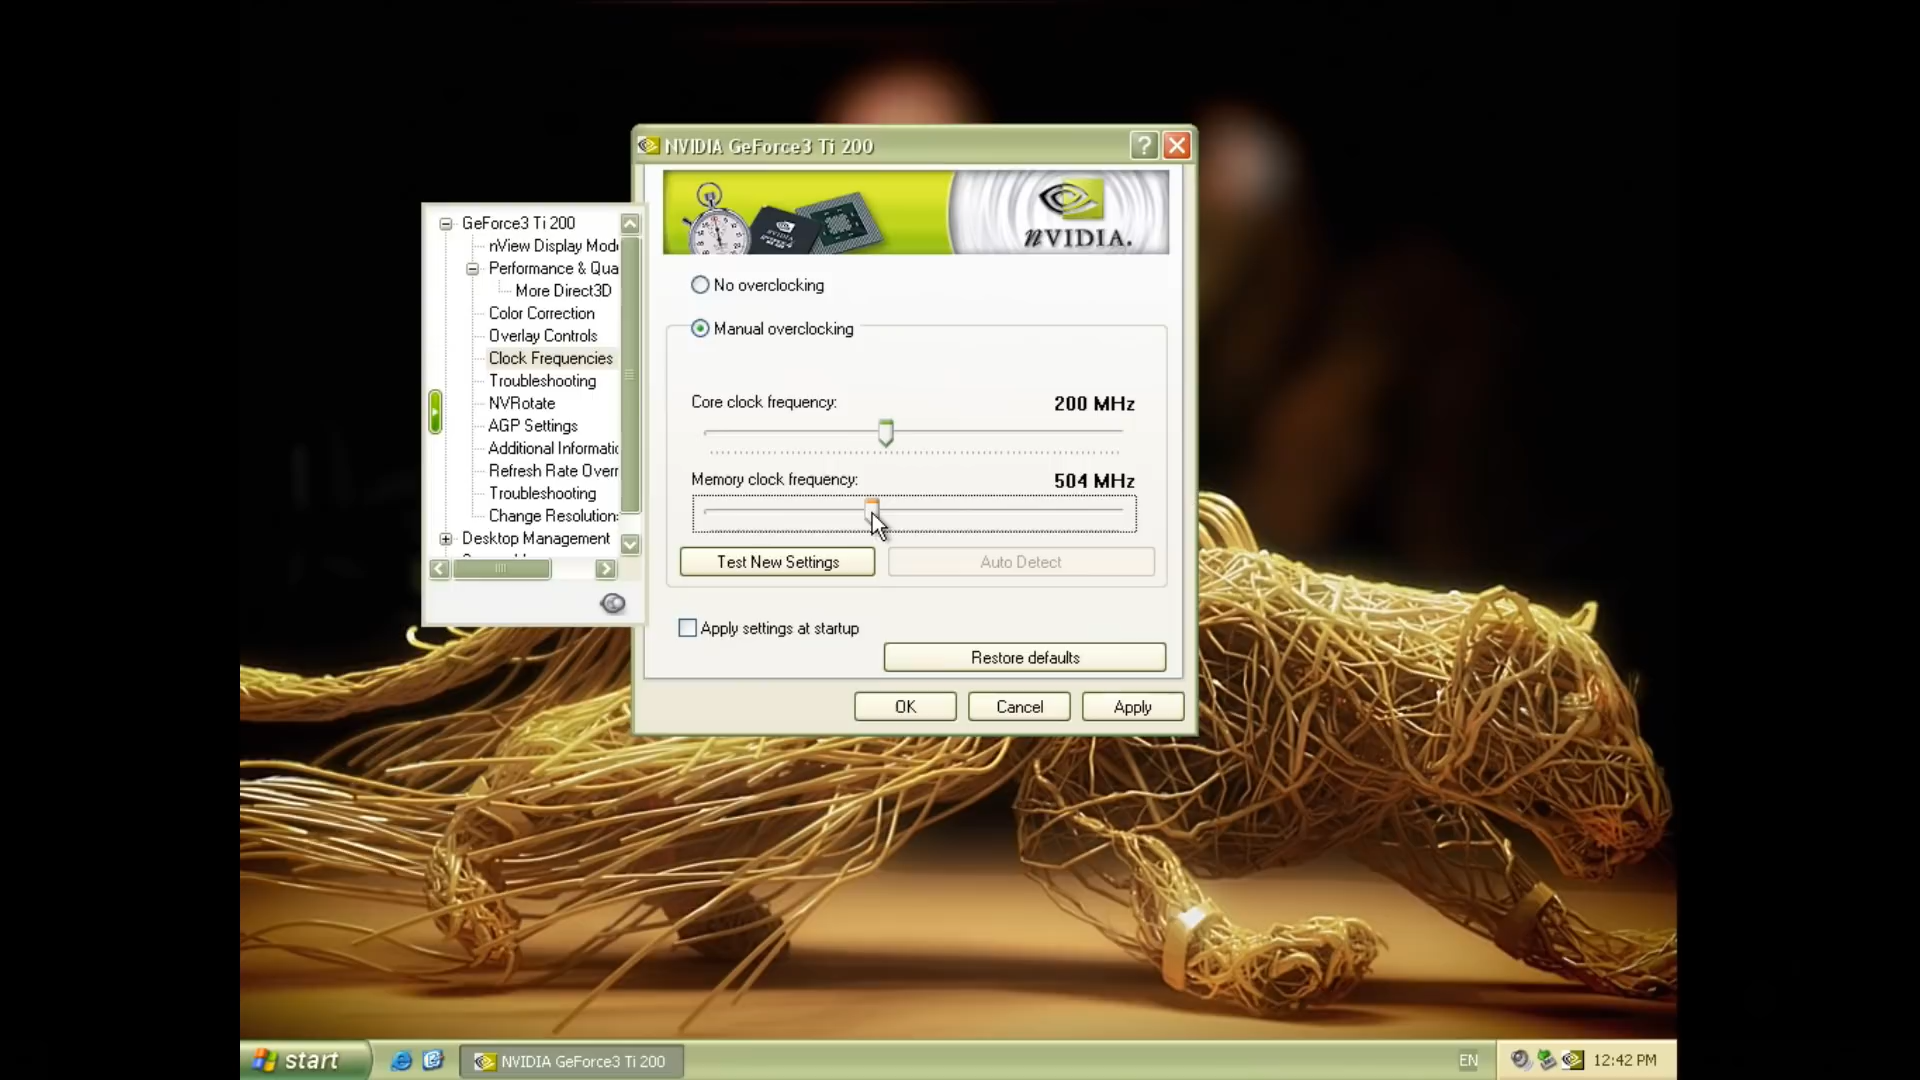 NVIDIA GeForce3 Ti 200
nVIDIA.
GeForce3 Ti 200
nView Display Mod
Performance & Qua
More Direct3D
Color Correction
Overlay Controls
Clock Frequencies
Troubleshooting
NVRotate
AGP Settings
Additional Informatic
Refresh Rate Overr
Troubleshooting
Change Resolution
Desktop Management
No overclocking
Manual overclocking
Core clock frequency:
200 MHz
Memory clock frequency:
504 MHz
Test New Settings
Auto Detect
Apply settings at startup
Restore defaults
OK
Cancel
Apply
start
NVIDIA GeForce3 Ti 200
EN
12:42 PM